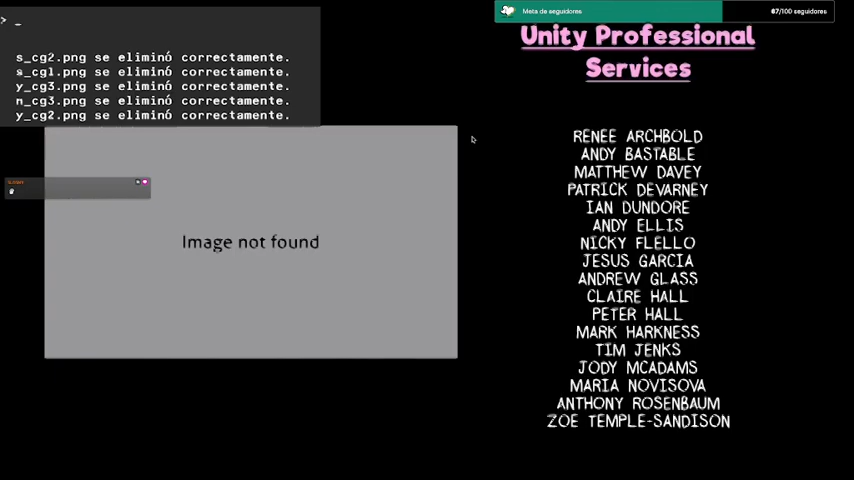 > _
s_cg2.png se eliminó correctamente.
s_cg1.png se eliminó correctamente.
y_cg3.png se eliminó correctamente.
n_cg3.png se eliminó correctamente.
y_cg2.png se eliminó correctamente.
Image not found
Meta de seguidores
67/100 seguidores
Unity Professional
Services
RENEE ARCHBOLD
ANDY BASTABLE
MATTHEW DAVEY
PATRICK DEVARNEY
IAN DUNDORE
ANDY ELLIS
NICKY FLELLO
JESUS GARCIA
ANDREW GLASS
CLAIRE HALL
PETER HALL
MARK HARKNESS
TIM JENKS
JODY MCADAMS
MARIA NOVISOVA
ANTHONY ROSENBAUM
ZOE TEMPLE-SANDISON